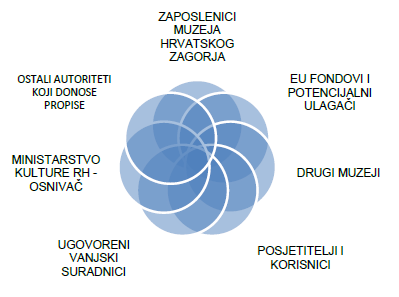 ZAPOSLENICI
MUZEJA
HRVATSKOG
ZAGORJA
EU FONDOVI I
POTENCIJALNI
ULAGAČI
DRUGI MUZEJI
POSJETITELJI I
KORISNICI
UGOVORENI
VANJSKI
SURADNICI
MINISTARSTVO
KULTURE RH -
OSNIVAČ
OSTALI AUTORITETI
KOJI DONOSE
PROPISE